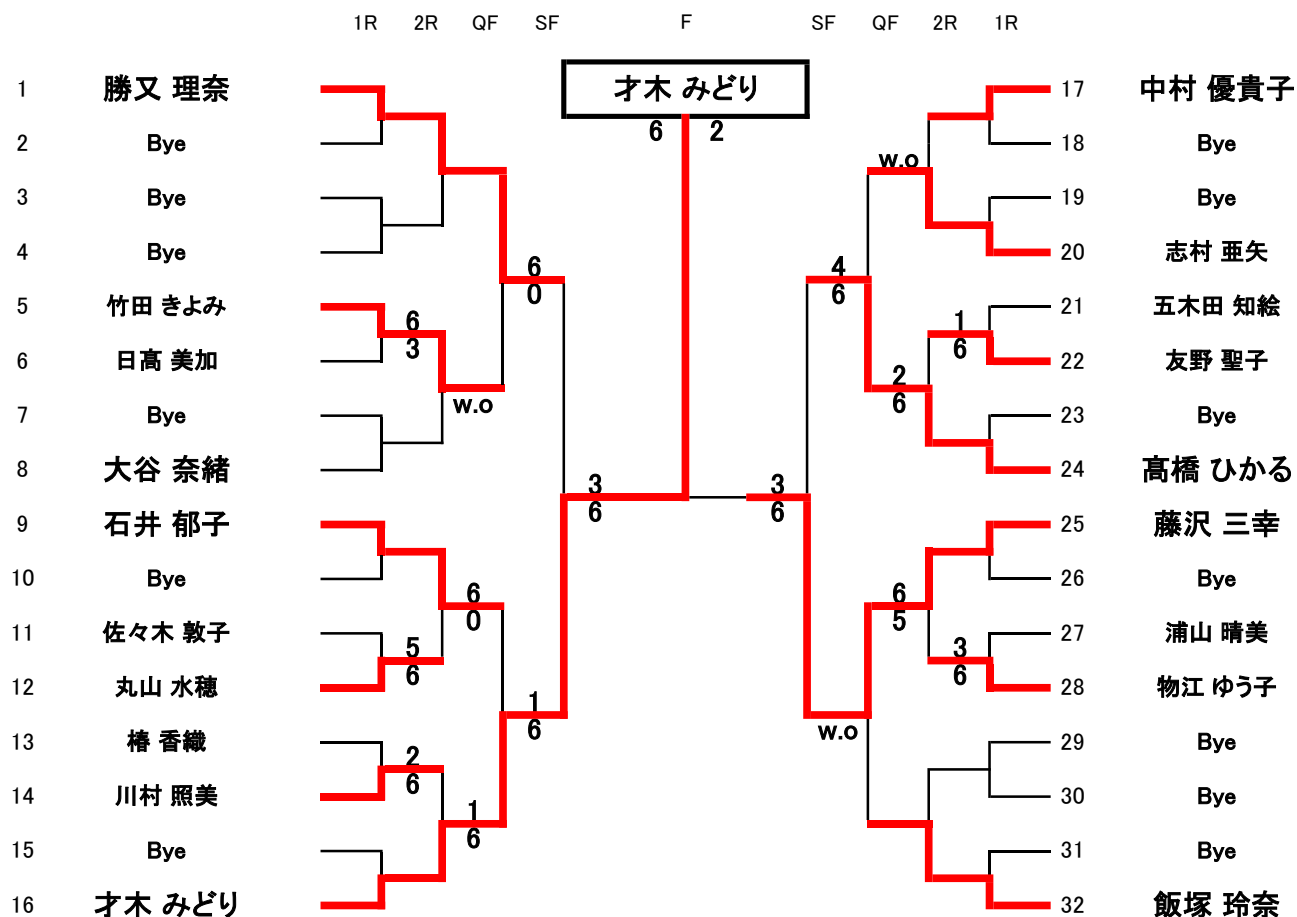 1R 2R QF SF F SF QF 2R 1R
才木 みどり
6 2
1 勝又 理奈
2 Bye
3 Bye
4 Bye
5 竹田 きよみ
6 日髙 美加
7 Bye
8 大谷 奈緒
9 石井 郁子
10 Bye
11 佐々木 敦子
12 丸山 水穂
13 椿 香織
14 川村 照美
15 Bye
16 才木 みどり
6
3
5
6
2
6
w.o
6
0
1
6
6
0
1
6
3
6
3
6
4
6
w.o
w.o
2
6
6
5
1
6
3
6
17 中村 優貴子
18 Bye
19 Bye
20 志村 亜矢
21 五木田 知絵
22 友野 聖子
23 Bye
24 髙橋 ひかる
25 藤沢 三幸
26 Bye
27 浦山 晴美
28 物江 ゆう子
29 Bye
30 Bye
31 Bye
32 飯塚 玲奈